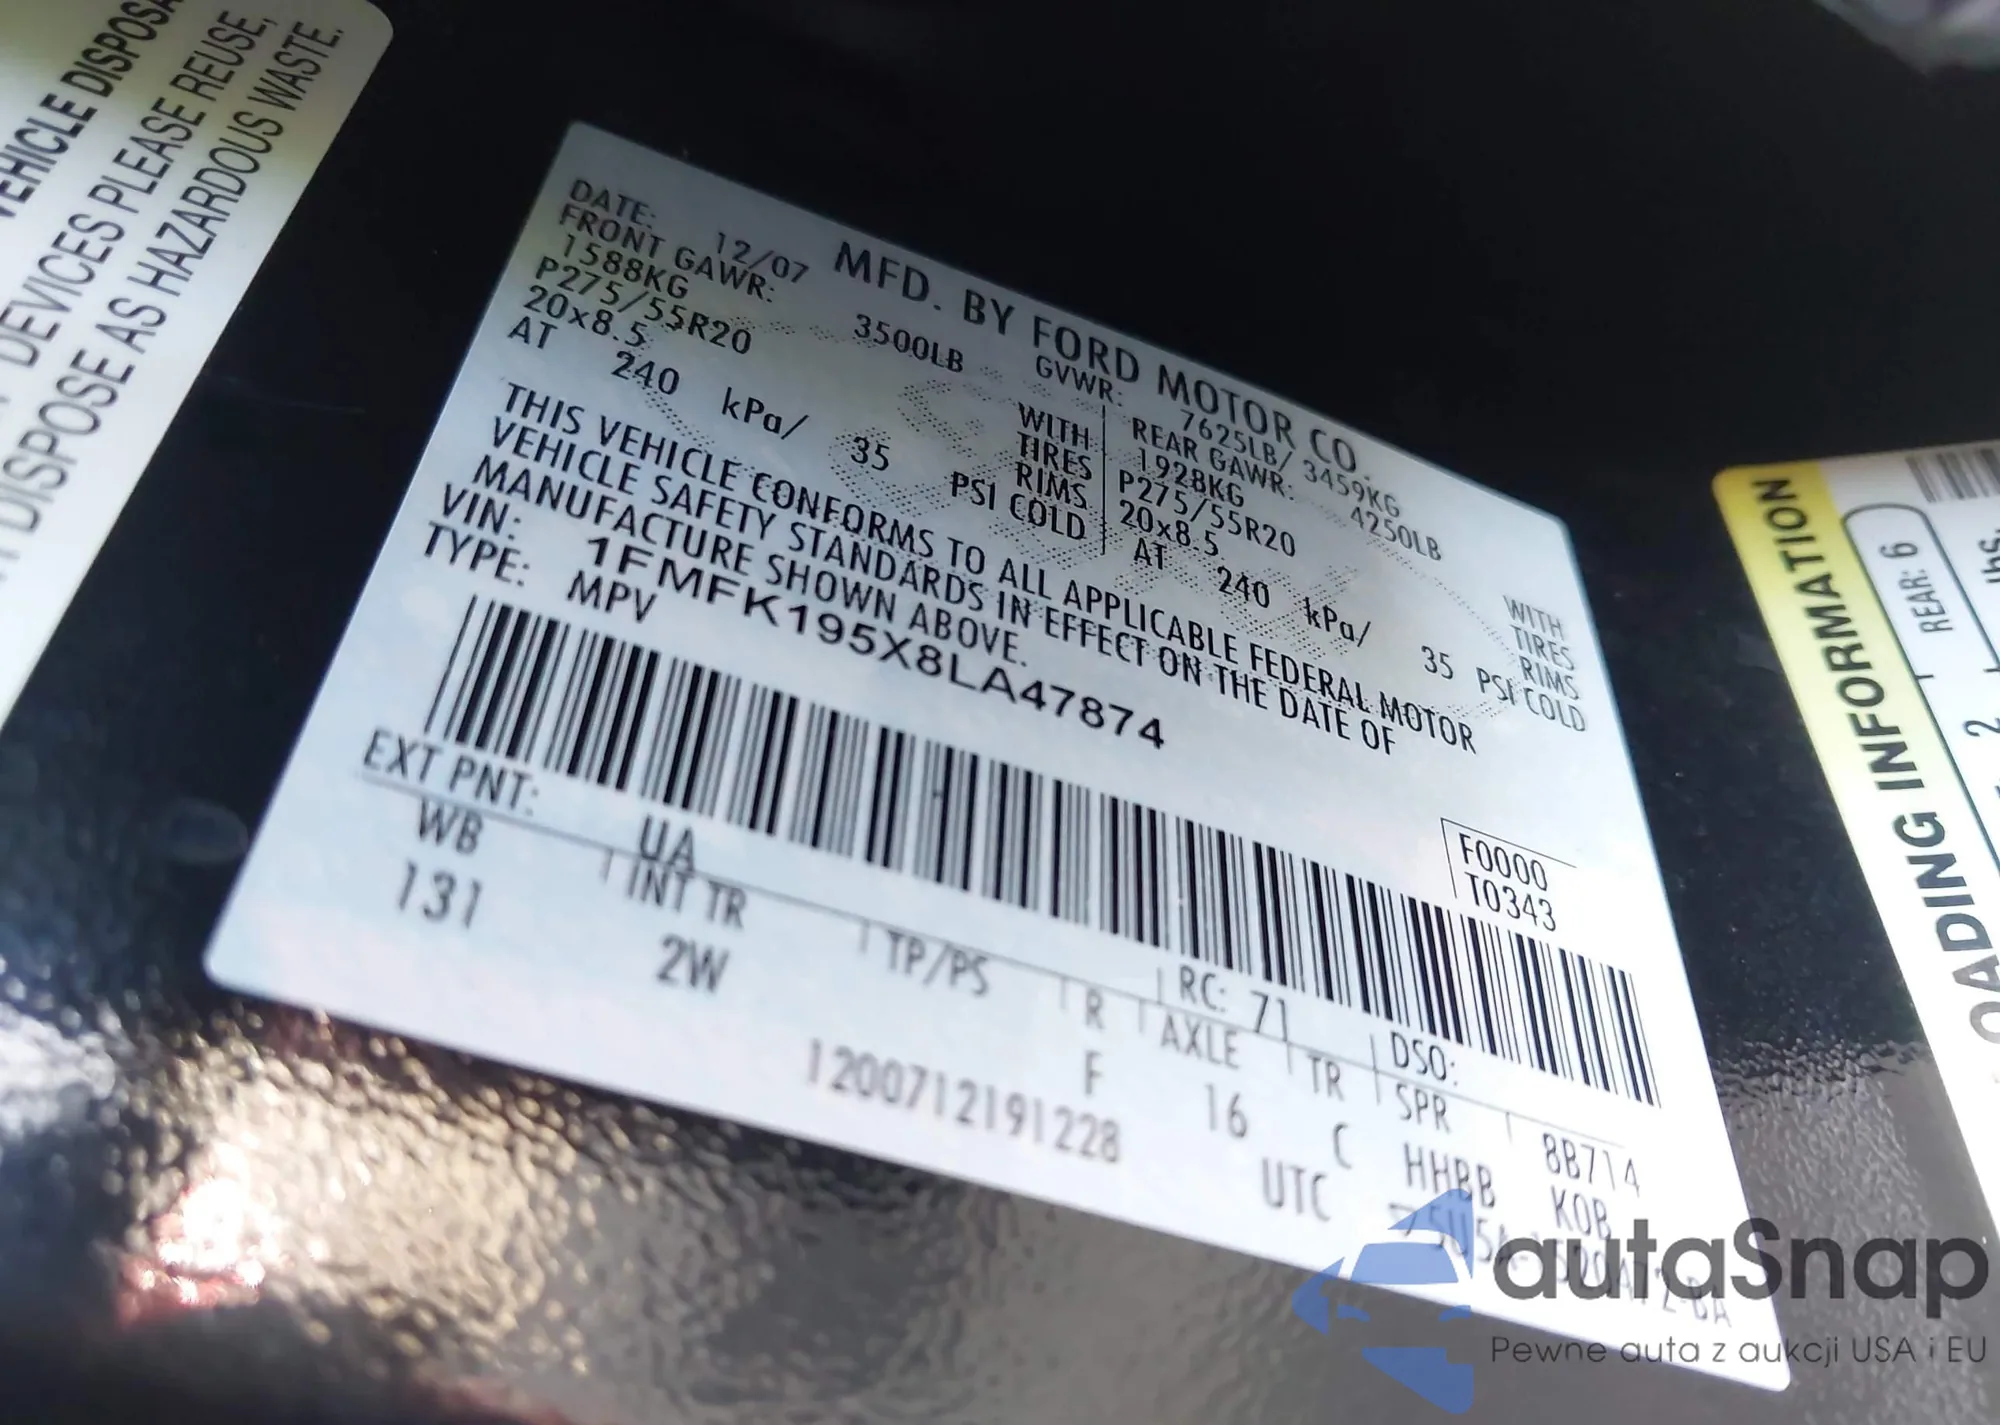 VEHICLE DISPOSA
DEVICES PLEASE REUSE,
DISPOSE AS HAZARDOUS WASTE.
MFD. BY FORD MOTOR CO.
DATE: 12/07 GVWR: 7625LB/ 3459KG
FRONT GAWR: 3500LB REAR GAWR: 4250LB
1588KG WITH 1928KG WITH
P275/55R20 TIRES P275/55R20 TIRES
20x8.5 RIMS 20x8.5 RIMS
AT 240 kPa/ 35 PSI COLD AT 240 kPa/ 35 PSI COLD
THIS VEHICLE CONFORMS TO ALL APPLICABLE FEDERAL MOTOR
VEHICLE SAFETY STANDARDS IN EFFECT ON THE DATE OF
MANUFACTURE SHOWN ABOVE.
VIN: 1FMFK195X8LA47874
TYPE: MPV
F0000
T0343
EXT PNT: UA RC: 71 DSO:
WB INT TR TP/PS R AXLE TR SPR 8B714
131 2W F 16 C HHBB KOB
1200712191228 UTC
LOADING INFORMATION
REAR: 6
2
lbs.
autaSnap
Pewne auta z aukcji USA i EU